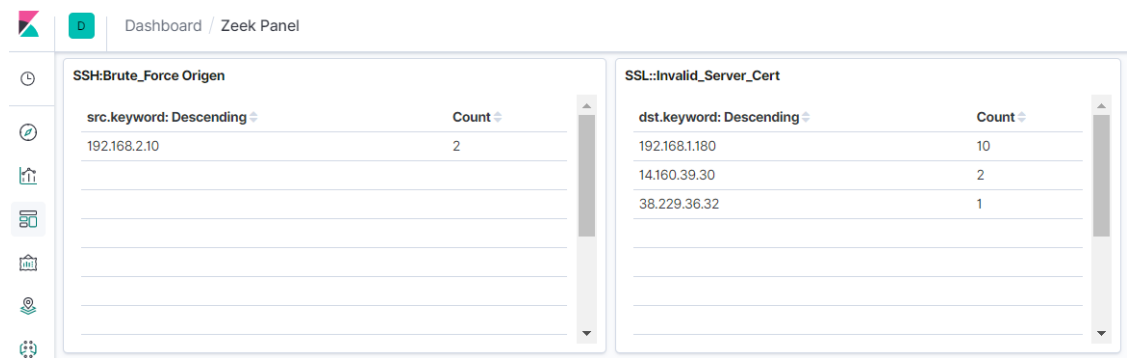 D Dashboard / Zeek Panel
SSH:Brute_Force Origen
src.keyword: Descending Count
192.168.2.10 2
SSL::Invalid_Server_Cert
dst.keyword: Descending Count
192.168.1.180 10
14.160.39.30 2
38.229.36.32 1